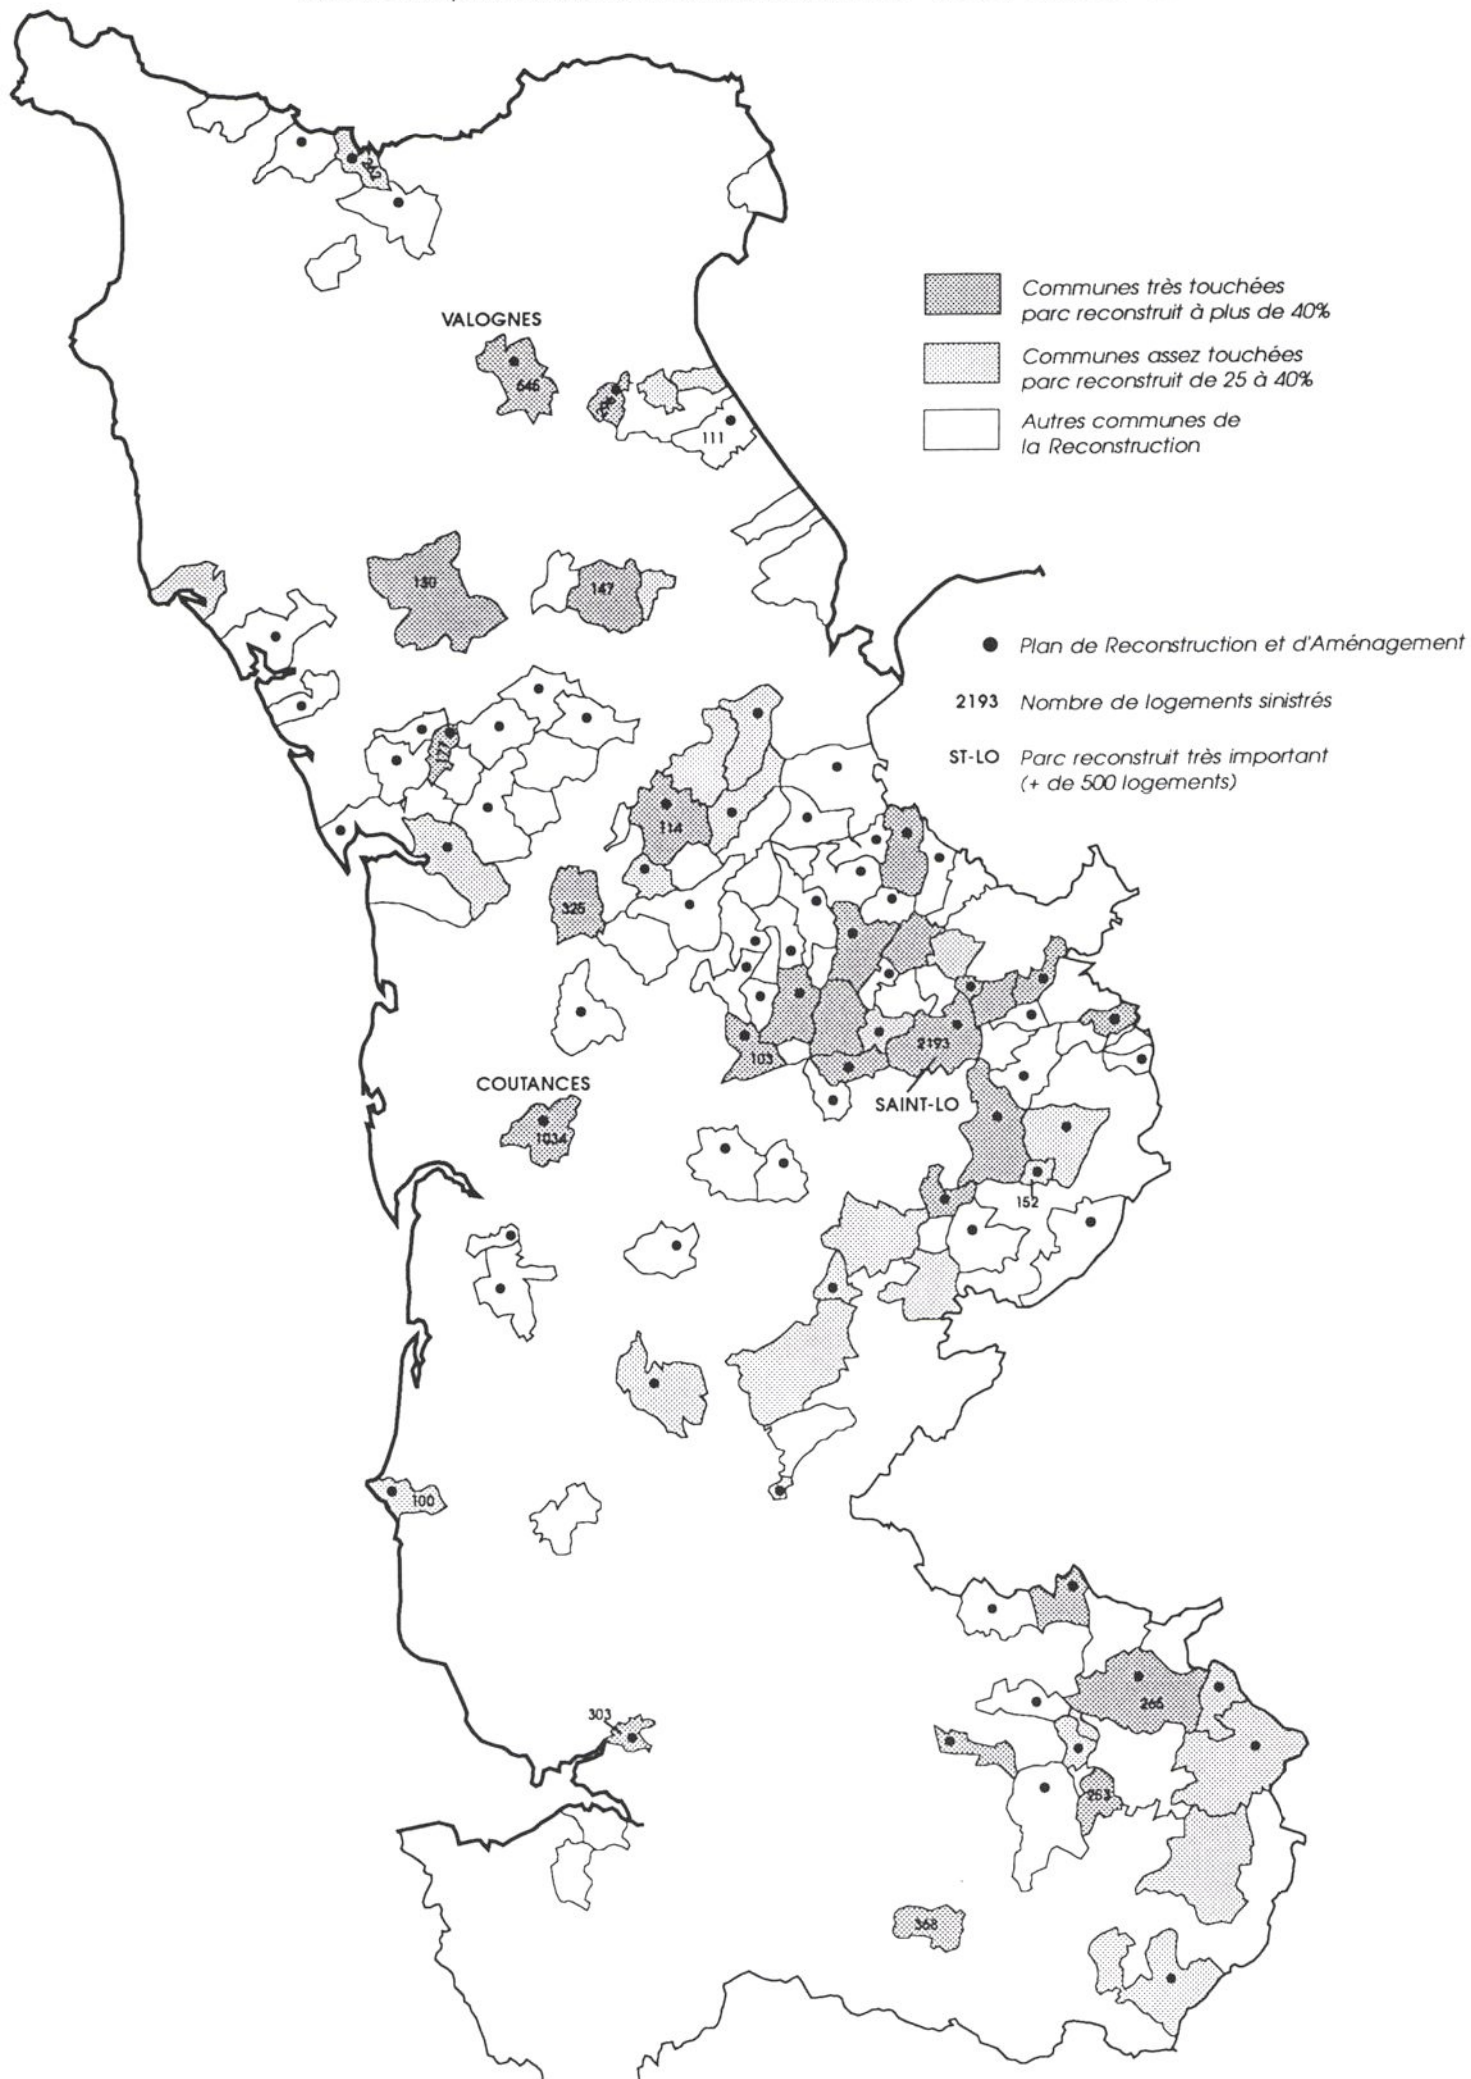 VALOGNES
646
111
Communes très touchées
parc reconstruit à plus de 40%
Communes assez touchées
parc reconstruit de 25 à 40%
Autres communes de
la Reconstruction
130
147
Plan de Reconstruction et d'Aménagement
2193 Nombre de logements sinistrés
ST-LO Parc reconstruit très important
(+ de 500 logements)
177
114
325
103
2193
SAINT-LO
COUTANCES
1034
152
100
303
265
253
368